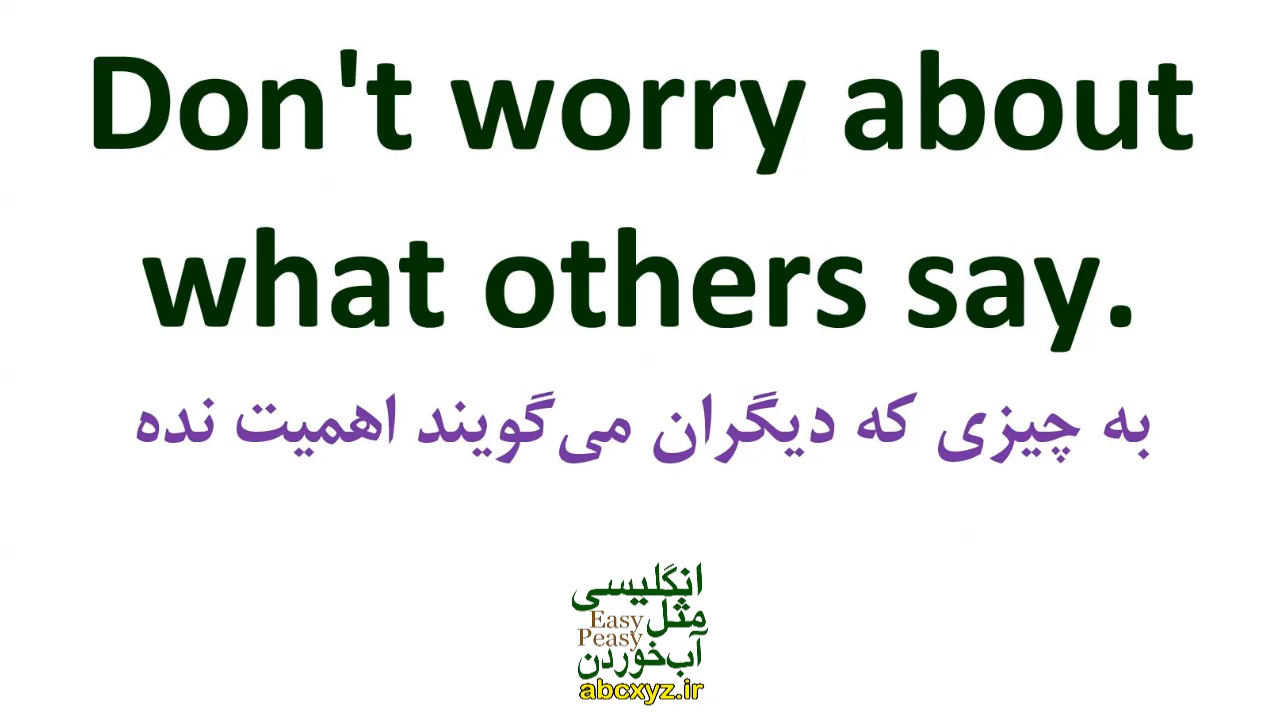 Don't worry about
what others say.
به چیزی که دیگران می‌گویند اهمیت نده
انگلیسی
مثل
Easy
Peasy
آب‌خوردن
abcxyz.ir